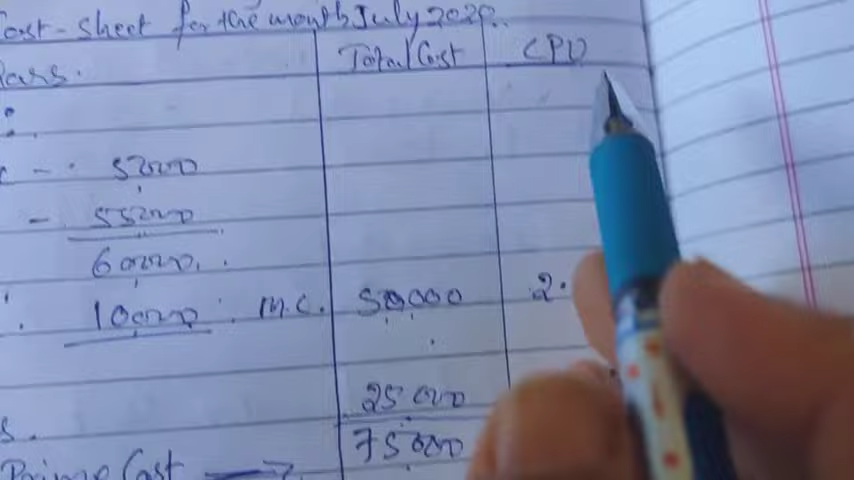 Cost-Sheet for the month July 2020.
Total Cost CPU
5000
55000
60000
10000 M.C. 50000 2.
25000
s. 75000
Prime Cost →